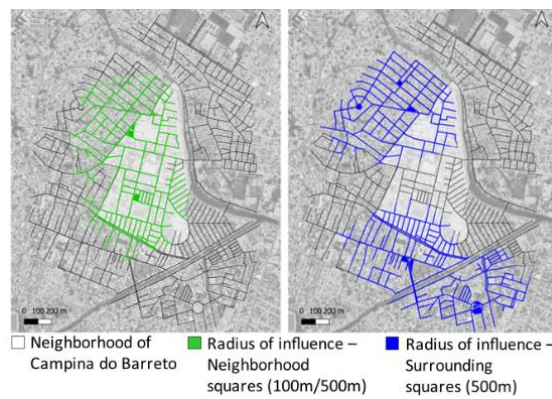 0 100 200 m
0 100 200 m
Neighborhood of
Campina do Barreto
Radius of influence –
Neighborhood
squares (100m/500m)
Radius of influence –
Surrounding
squares (500m)